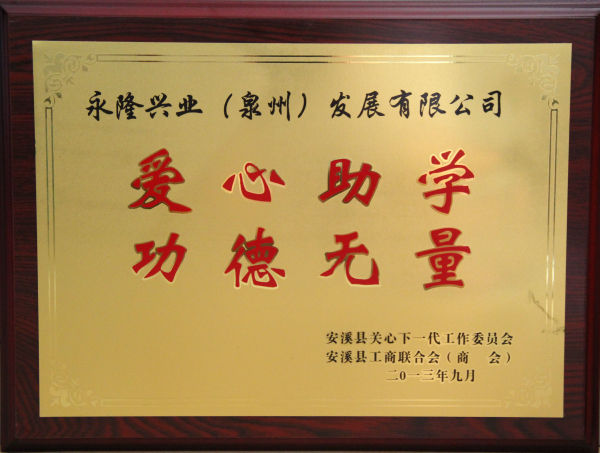 永隆兴业（泉州）发展有限公司
爱心助学
功德无量
安溪县关心下一代工作委员会
安溪县工商联合会（商　会）
二0一三年九月